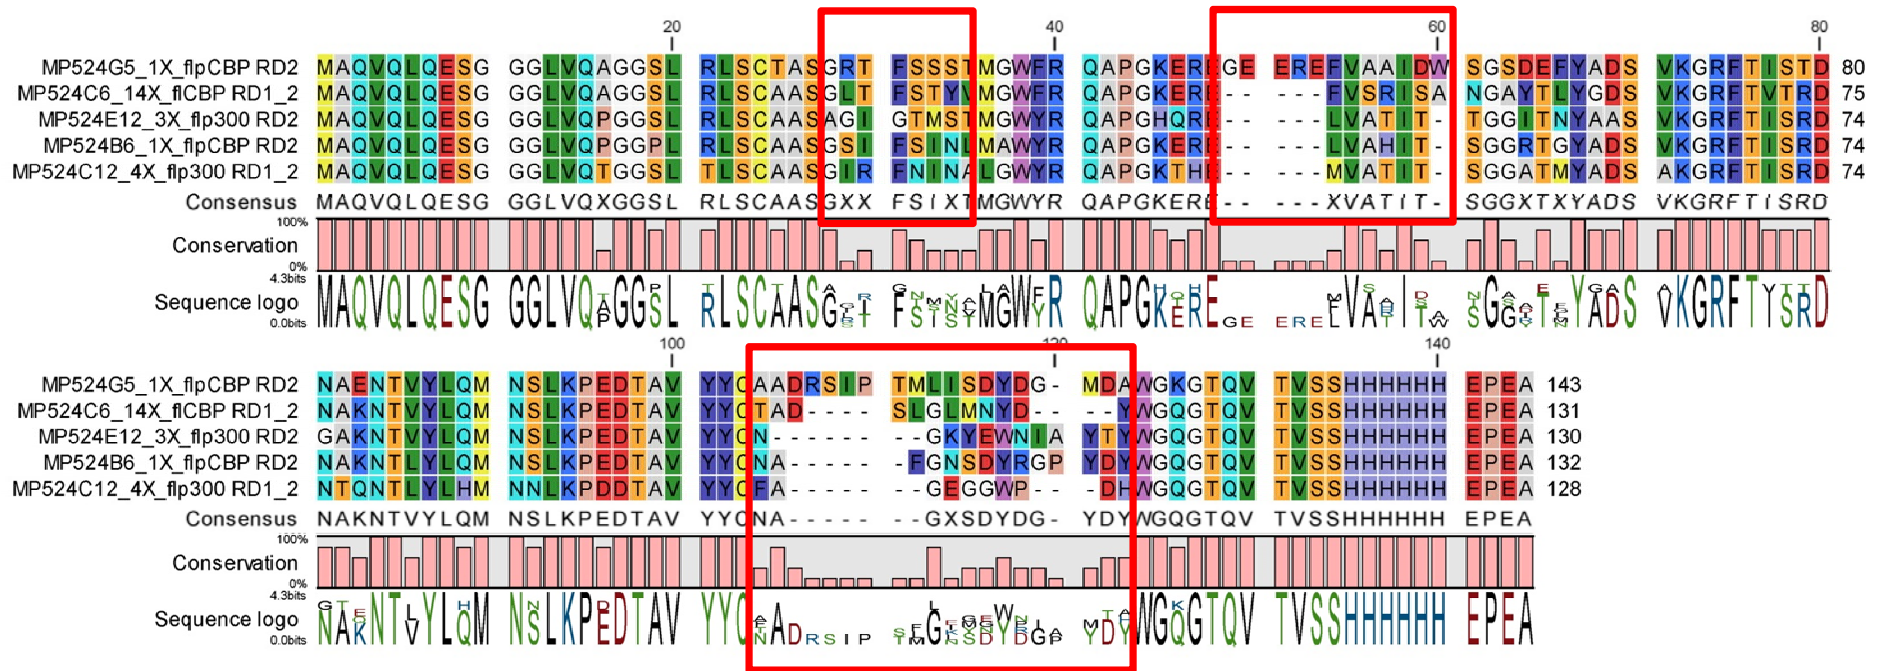 20 40 60 80
MP524G5_1X_flpCBP RD2 MAQVQLQESG GGLVQAGGSL RLSCTASGRT FSSSTMGWFR QAPGKEREGE EREFVAAIDW SGSDEFYADS VKGRFTISTD 80
MP524C6_14X_flCBP RD1_2 MAQVQLQESG GGLVQAGGSL RLSCAASGLT FSTYVMGWFR QAPGKERE-- ---FVSRISA NGAYTLYGDS VKGRFTVTRD 75
MP524E12_3X_flp300 RD2 MAQVQLQESG GGLVQPGGSL RLSCAASAGI GTMSTMGWYR QAPGHQRE-- ---LVATIT- TGGITNYAAS VKGRFTISRD 74
MP524B6_1X_flpCBP RD2 MAQVQLQESG GGLVQPGGPL RLSCAASGSI FSINLMAWYR QAPGKERE-- ---LVAHIT- SGGRTGYADS VKGRFTISRD 74
MP524C12_4X_flp300 RD1_2 MAQVQLQESG GGLVQTGGSL TLSCAASGIR FNINALGWYR QAPGKTHE-- ---MVATIT- SGGATMYADS AKGRFTISRD 74
Consensus MAQVQLQESG GGLVQXGGSL RLSCAASGXX FSIXTMGWYR QAPGKERE-- ---XVATIT- SGGXTXYADS VKGRFTISRD
100%
Conservation
0%
4.3bits
Sequence logo
0.0bits
100 120 140
MP524G5_1X_flpCBP RD2 NAENTVYLQM NSLKPEDTAV YYCAADRSIP TMLISDYDG- MDAWGKGTQV TVSSHHHHHH EPEA 143
MP524C6_14X_flCBP RD1_2 NAKNTVYLQM NSLKPEDTAV YYCTAD---- SLGLMNYD-- --YWGQGTQV TVSSHHHHHH EPEA 131
MP524E12_3X_flp300 RD2 GAKNTVYLQM NSLKPEDTAV YYCN------ --GKYEWNIA YTYWGQGTQV TVSSHHHHHH EPEA 130
MP524B6_1X_flpCBP RD2 NAKNTLYLQM NSLKPEDTAV YYCNA----- -FGNSDYRGP YDYWGQGTQV TVSSHHHHHH EPEA 132
MP524C12_4X_flp300 RD1_2 NTQNTLYLHM NNLKPDDTAV YYCFA----- --GEGGWP-- -DHWGQGTQV TVSSHHHHHH EPEA 128
Consensus NAKNTVYLQM NSLKPEDTAV YYCNA----- --GXSDYDG- YDYWGQGTQV TVSSHHHHHH EPEA
100%
Conservation
0%
4.3bits
Sequence logo
0.0bits